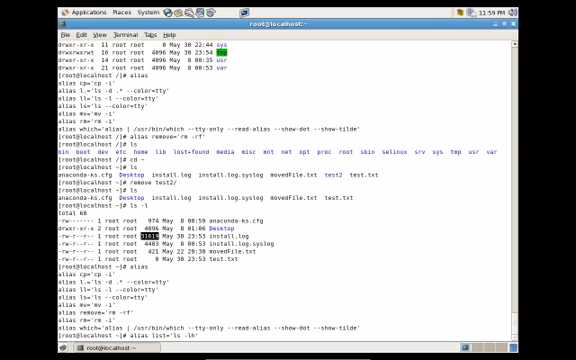 Applications Places System
11:59 PM
root@localhost:~
File Edit View Terminal Tabs Help
drwxr-xr-x 11 root root 0 May 30 22:44 sys
drwxrwxrwt 16 root root 4096 May 30 23:54 tmp
drwxr-xr-x 14 root root 4096 May 8 00:35 usr
drwxr-xr-x 21 root root 4096 May 8 00:53 var
[root@localhost /]# alias
alias cp='cp -i'
alias l.='ls -d .* --color=tty'
alias ll='ls -l --color=tty'
alias ls='ls --color=tty'
alias mv='mv -i'
alias rm='rm -i'
alias which='alias | /usr/bin/which --tty-only --read-alias --show-dot --show-tilde'
[root@localhost /]# alias remove='rm -rf'
[root@localhost /]# ls
bin boot dev etc home lib lost+found media misc mnt net opt proc root sbin selinux srv sys tmp usr var
[root@localhost /]# cd ~
[root@localhost ~]# ls
anaconda-ks.cfg Desktop install.log install.log.syslog movedFile.txt test2 test.txt
[root@localhost ~]# remove test2/
[root@localhost ~]# ls
anaconda-ks.cfg Desktop install.log install.log.syslog movedFile.txt test.txt
[root@localhost ~]# ls -l
total 60
-rw------- 1 root root 974 May 8 00:59 anaconda-ks.cfg
drwxr-xr-x 2 root root 4096 May 8 01:06 Desktop
-rw-r--r-- 1 root root 31619 May 30 23:53 install.log
-rw-r--r-- 1 root root 4483 May 8 00:53 install.log.syslog
-rw-r--r-- 1 root root 421 May 22 20:30 movedFile.txt
-rw-r--r-- 1 root root 0 May 30 23:53 test.txt
[root@localhost ~]# alias
alias cp='cp -i'
alias l.='ls -d .* --color=tty'
alias ll='ls -l --color=tty'
alias ls='ls --color=tty'
alias mv='mv -i'
alias remove='rm -rf'
alias rm='rm -i'
alias which='alias | /usr/bin/which --tty-only --read-alias --show-dot --show-tilde'
[root@localhost ~]# alias list='ls -lh'
root@localhost:~